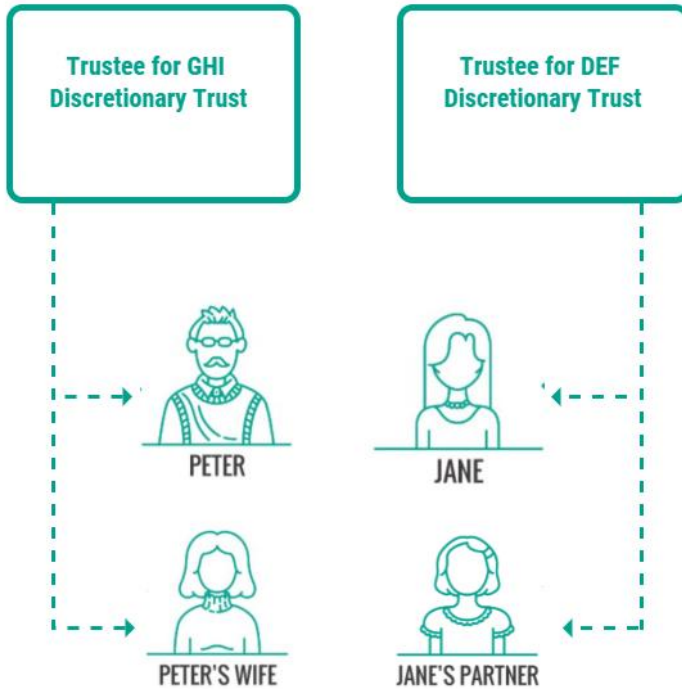 Trustee for GHI
Discretionary Trust
Trustee for DEF
Discretionary Trust
PETER
JANE
PETER'S WIFE
JANE'S PARTNER